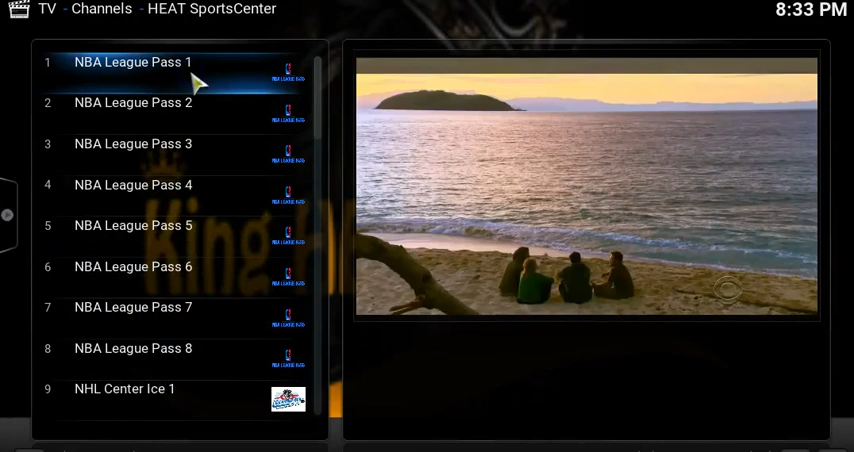 TV - Channels - HEAT SportsCenter
8:33 PM
1 NBA League Pass 1
2 NBA League Pass 2
3 NBA League Pass 3
4 NBA League Pass 4
5 NBA League Pass 5
6 NBA League Pass 6
7 NBA League Pass 7
8 NBA League Pass 8
9 NHL Center Ice 1
King